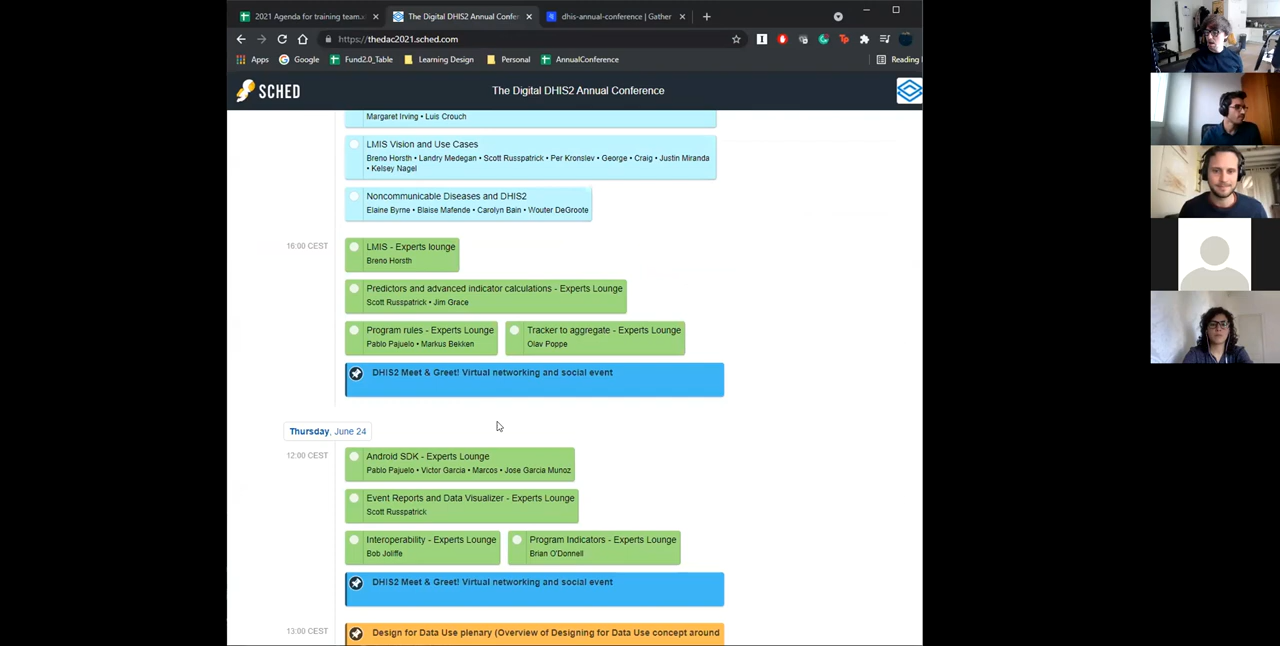 2021 Agenda for training team.x
The Digital DHIS2 Annual Confer
dhis-annual-conference | Gather
https://thedac2021.sched.com
Apps
Google
Fund2.0_Table
Learning Design
Personal
AnnualConference
Reading
SCHED
The Digital DHIS2 Annual Conference
Margaret Irving • Luis Crouch
LMIS Vision and Use Cases
Breno Horsth • Landry Medegan • Scott Russpatrick • Per Kronslev • George • Craig • Justin Miranda
• Kelsey Nagel
Noncommunicable Diseases and DHIS2
Elaine Byrne • Blaise Mafende • Carolyn Bain • Wouter DeGroote
16:00 CEST
LMIS - Experts lounge
Breno Horsth
Predictors and advanced indicator calculations - Experts Lounge
Scott Russpatrick • Jim Grace
Program rules - Experts Lounge
Pablo Pajuelo • Markus Bekken
Tracker to aggregate - Experts Lounge
Olav Poppe
DHIS2 Meet & Greet! Virtual networking and social event
Thursday, June 24
12:00 CEST
Android SDK - Experts Lounge
Pablo Pajuelo • Victor Garcia • Marcos • Jose Garcia Munoz
Event Reports and Data Visualizer - Experts Lounge
Scott Russpatrick
Interoperability - Experts Lounge
Bob Joliffe
Program Indicators - Experts Lounge
Brian O'Donnell
DHIS2 Meet & Greet! Virtual networking and social event
13:00 CEST
Design for Data Use plenary (Overview of Designing for Data Use concept around